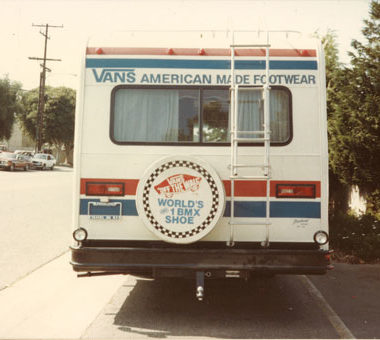 VANS AMERICAN MADE FOOTWEAR
VANS
"OFF THE WALL"
WORLD'S
#1 BMX
SHOE